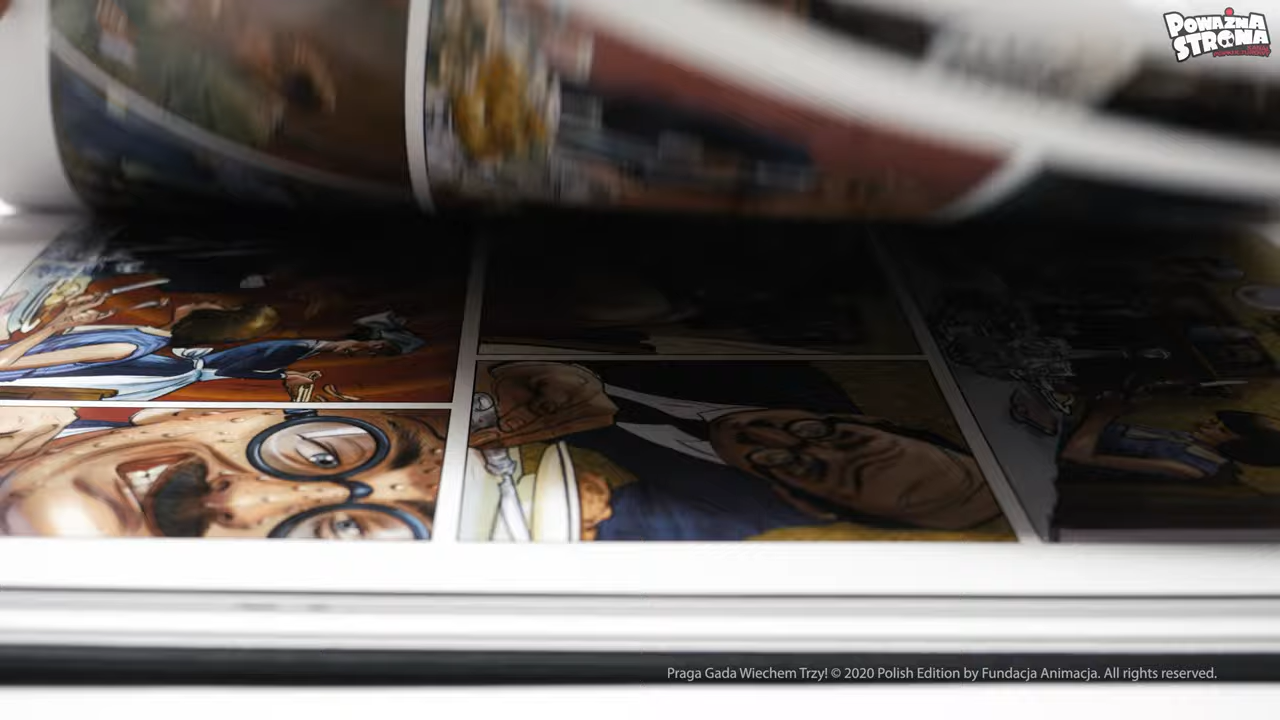 POWAŻNA
STRONA
Praga Gada Wiechem Trzy! © 2020 Polish Edition by Fundacja Animacja. All rights reserved.